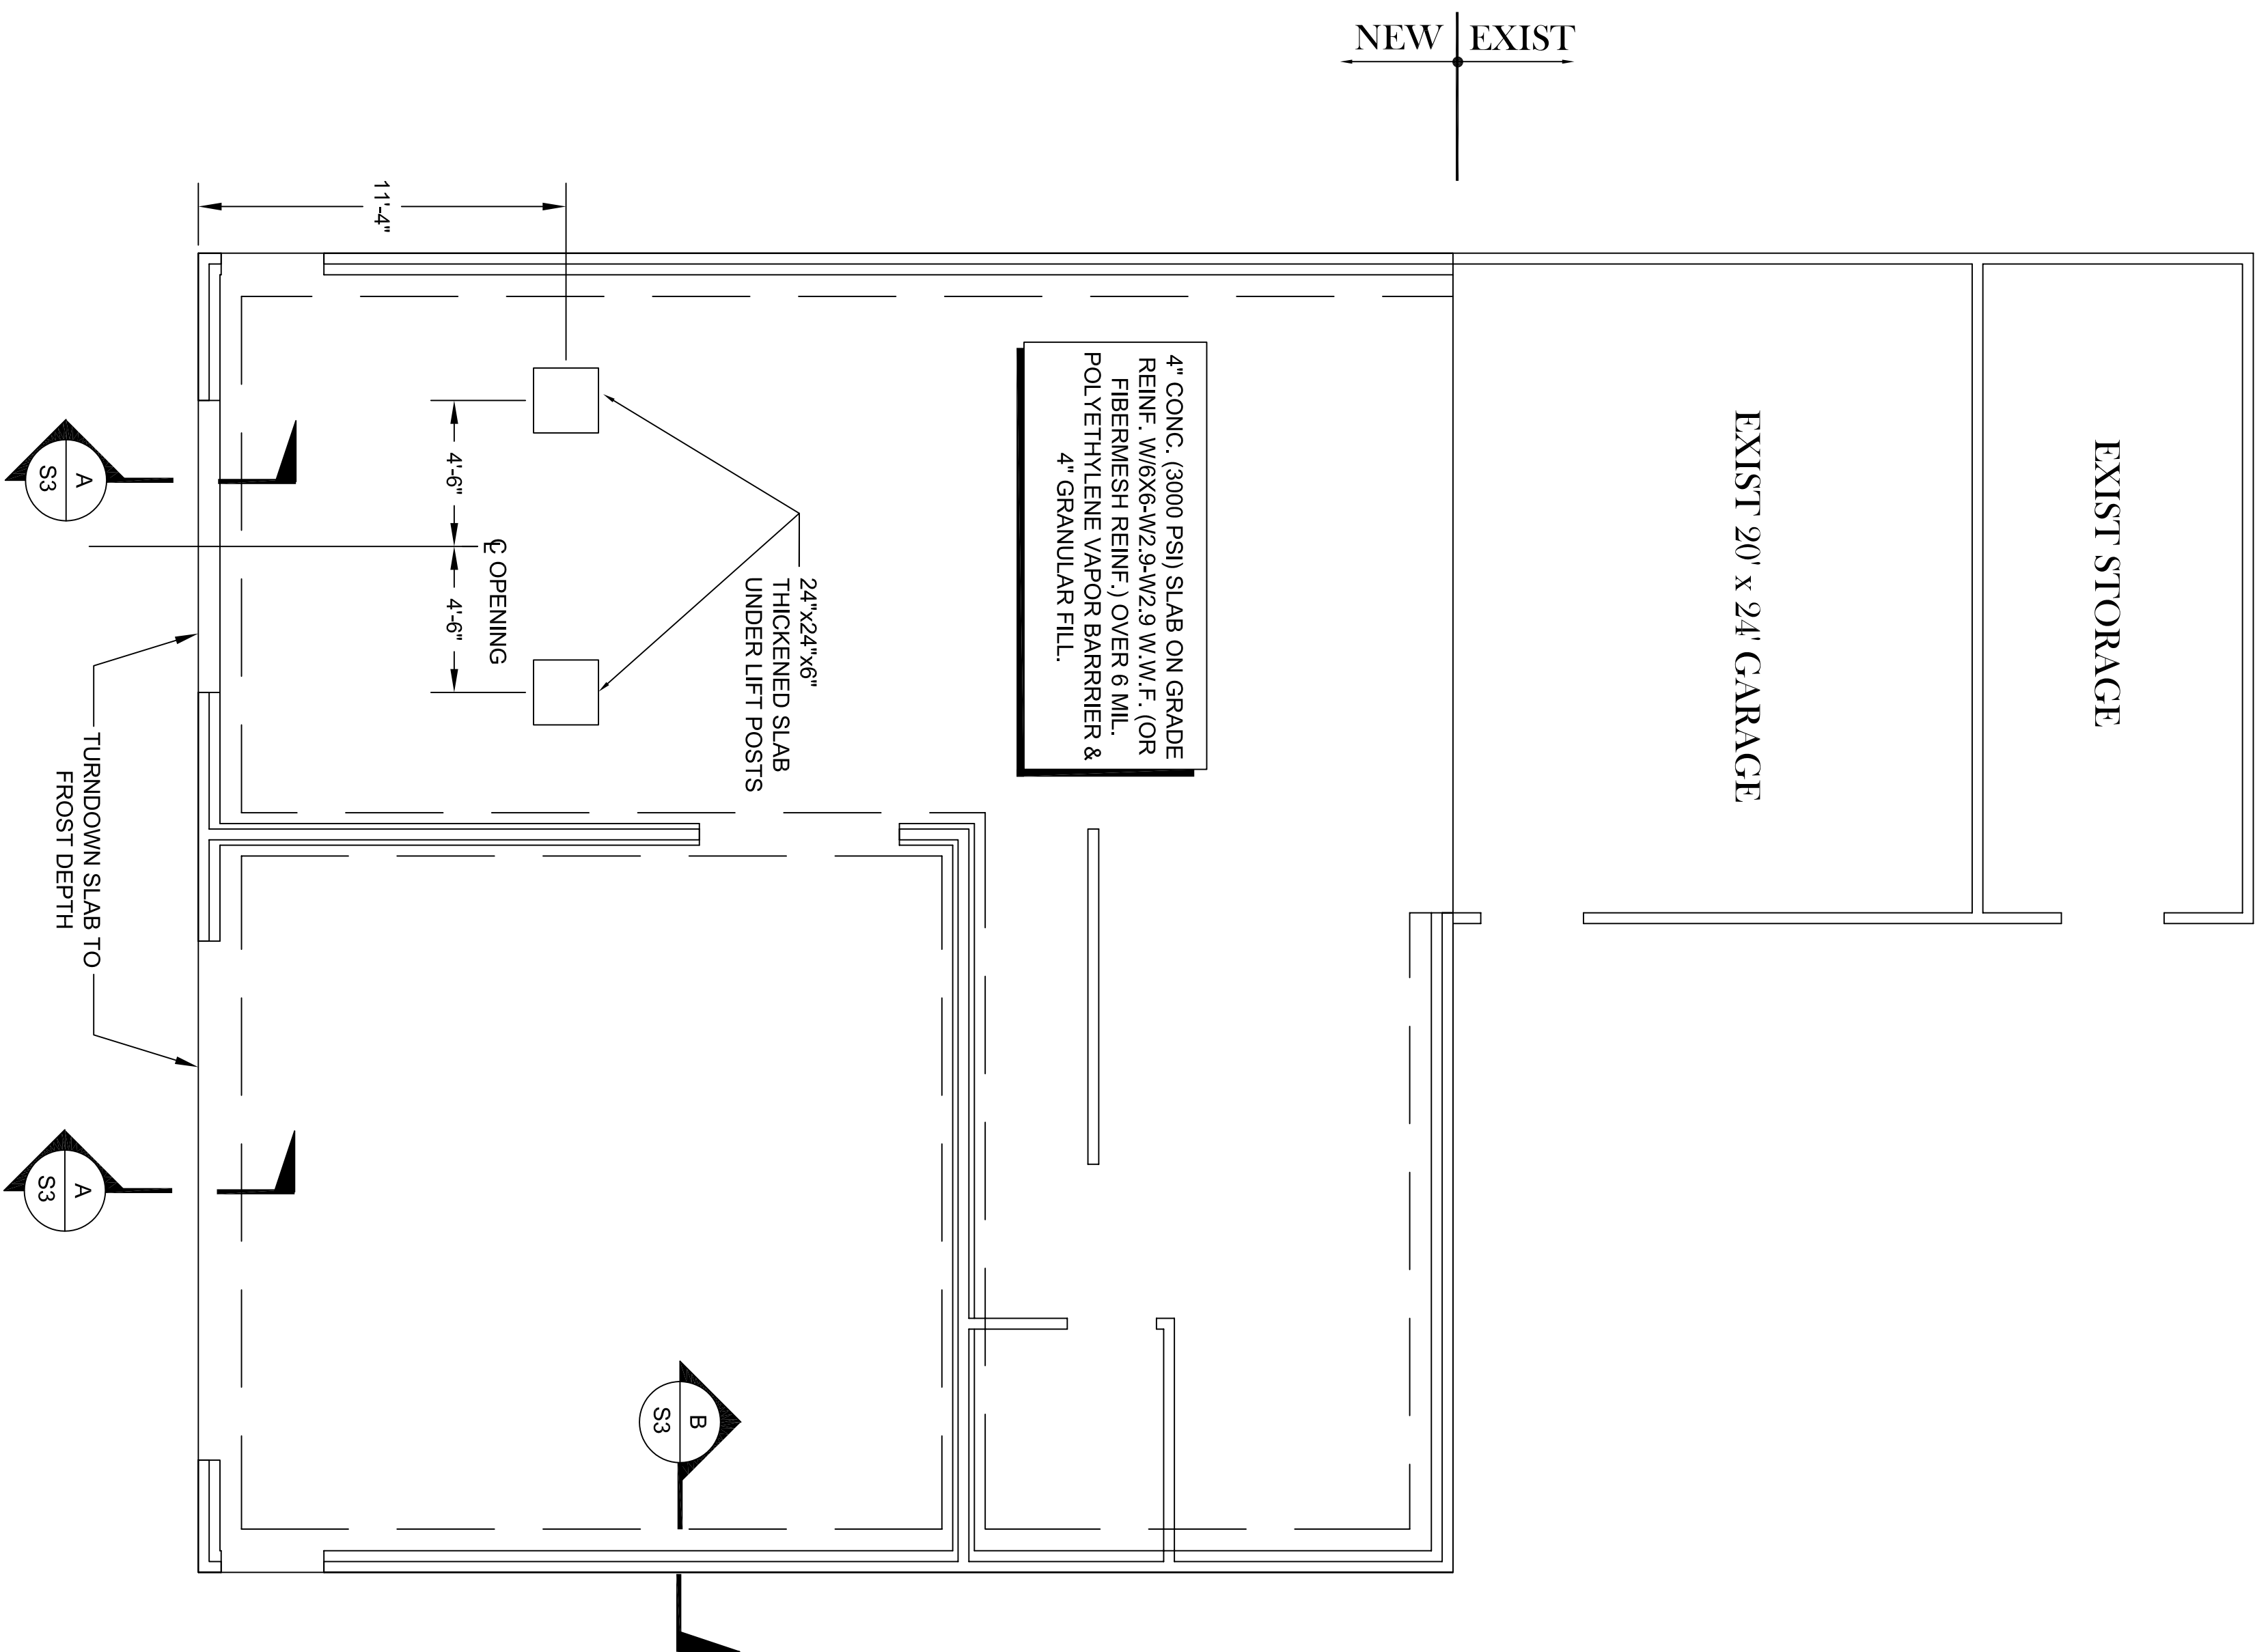 NEW
EXIST
EXIST STORAGE
EXIST 20' x 24' GARAGE
4" CONC. (3000 PSI) SLAB ON GRADE
REINF. W/6X6-W2.9-W2.9 W.W.F. (OR
FIBERMESH REINF.) OVER 6 MIL.
POLYETHYLENE VAPOR BARRRIER &
4" GRANULAR FILL.
24"x24"x6"
THICKENED SLAB
UNDER LIFT POSTS
11'-4"
℄ OPENING
4'-6"
4'-6"
A
S3
TURNDOWN SLAB TO
FROST DEPTH
A
S3
B
S3